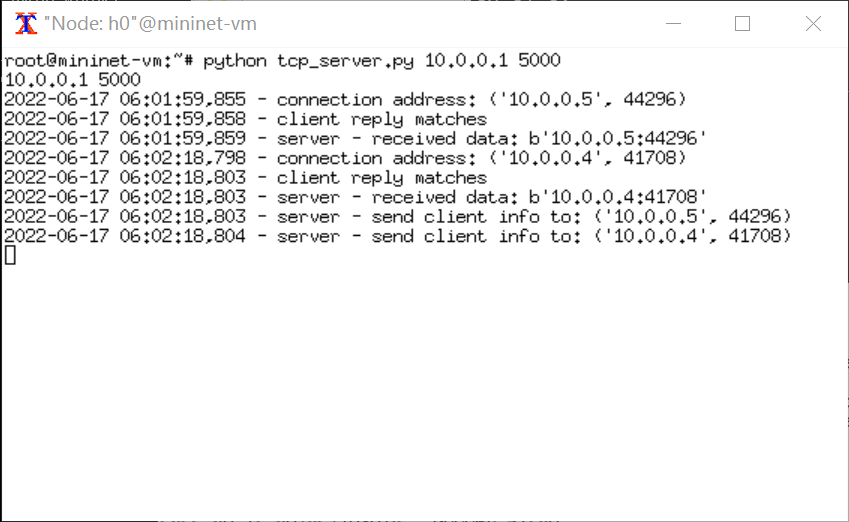 "Node: h0"@mininet-vm
root@mininet-vm:~# python tcp_server.py 10.0.0.1 5000
10.0.0.1 5000
2022-06-17 06:01:59,855 - connection address: ('10.0.0.5', 44296)
2022-06-17 06:01:59,858 - client reply matches
2022-06-17 06:01:59,859 - server - received data: b'10.0.0.5:44296'
2022-06-17 06:02:18,798 - connection address: ('10.0.0.4', 41708)
2022-06-17 06:02:18,803 - client reply matches
2022-06-17 06:02:18,803 - server - received data: b'10.0.0.4:41708'
2022-06-17 06:02:18,803 - server - send client info to: ('10.0.0.5', 44296)
2022-06-17 06:02:18,804 - server - send client info to: ('10.0.0.4', 41708)